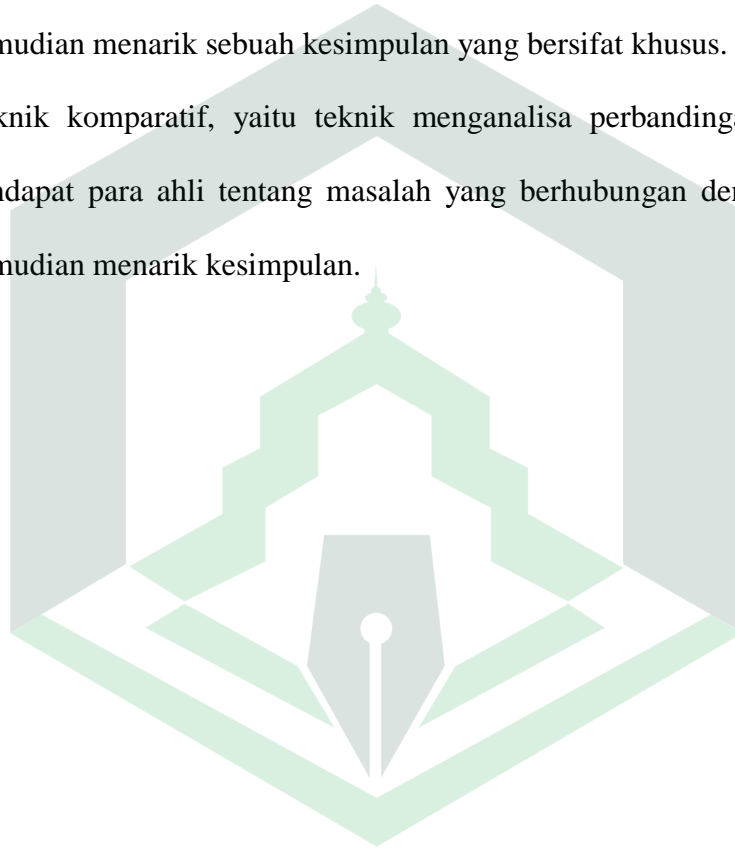 mudian menarik sebuah kesimpulan yang bersifat khusus.
knik komparatif, yaitu teknik menganalisa perbandinga
ndapat para ahli tentang masalah yang berhubungan de
mudian menarik kesimpulan.